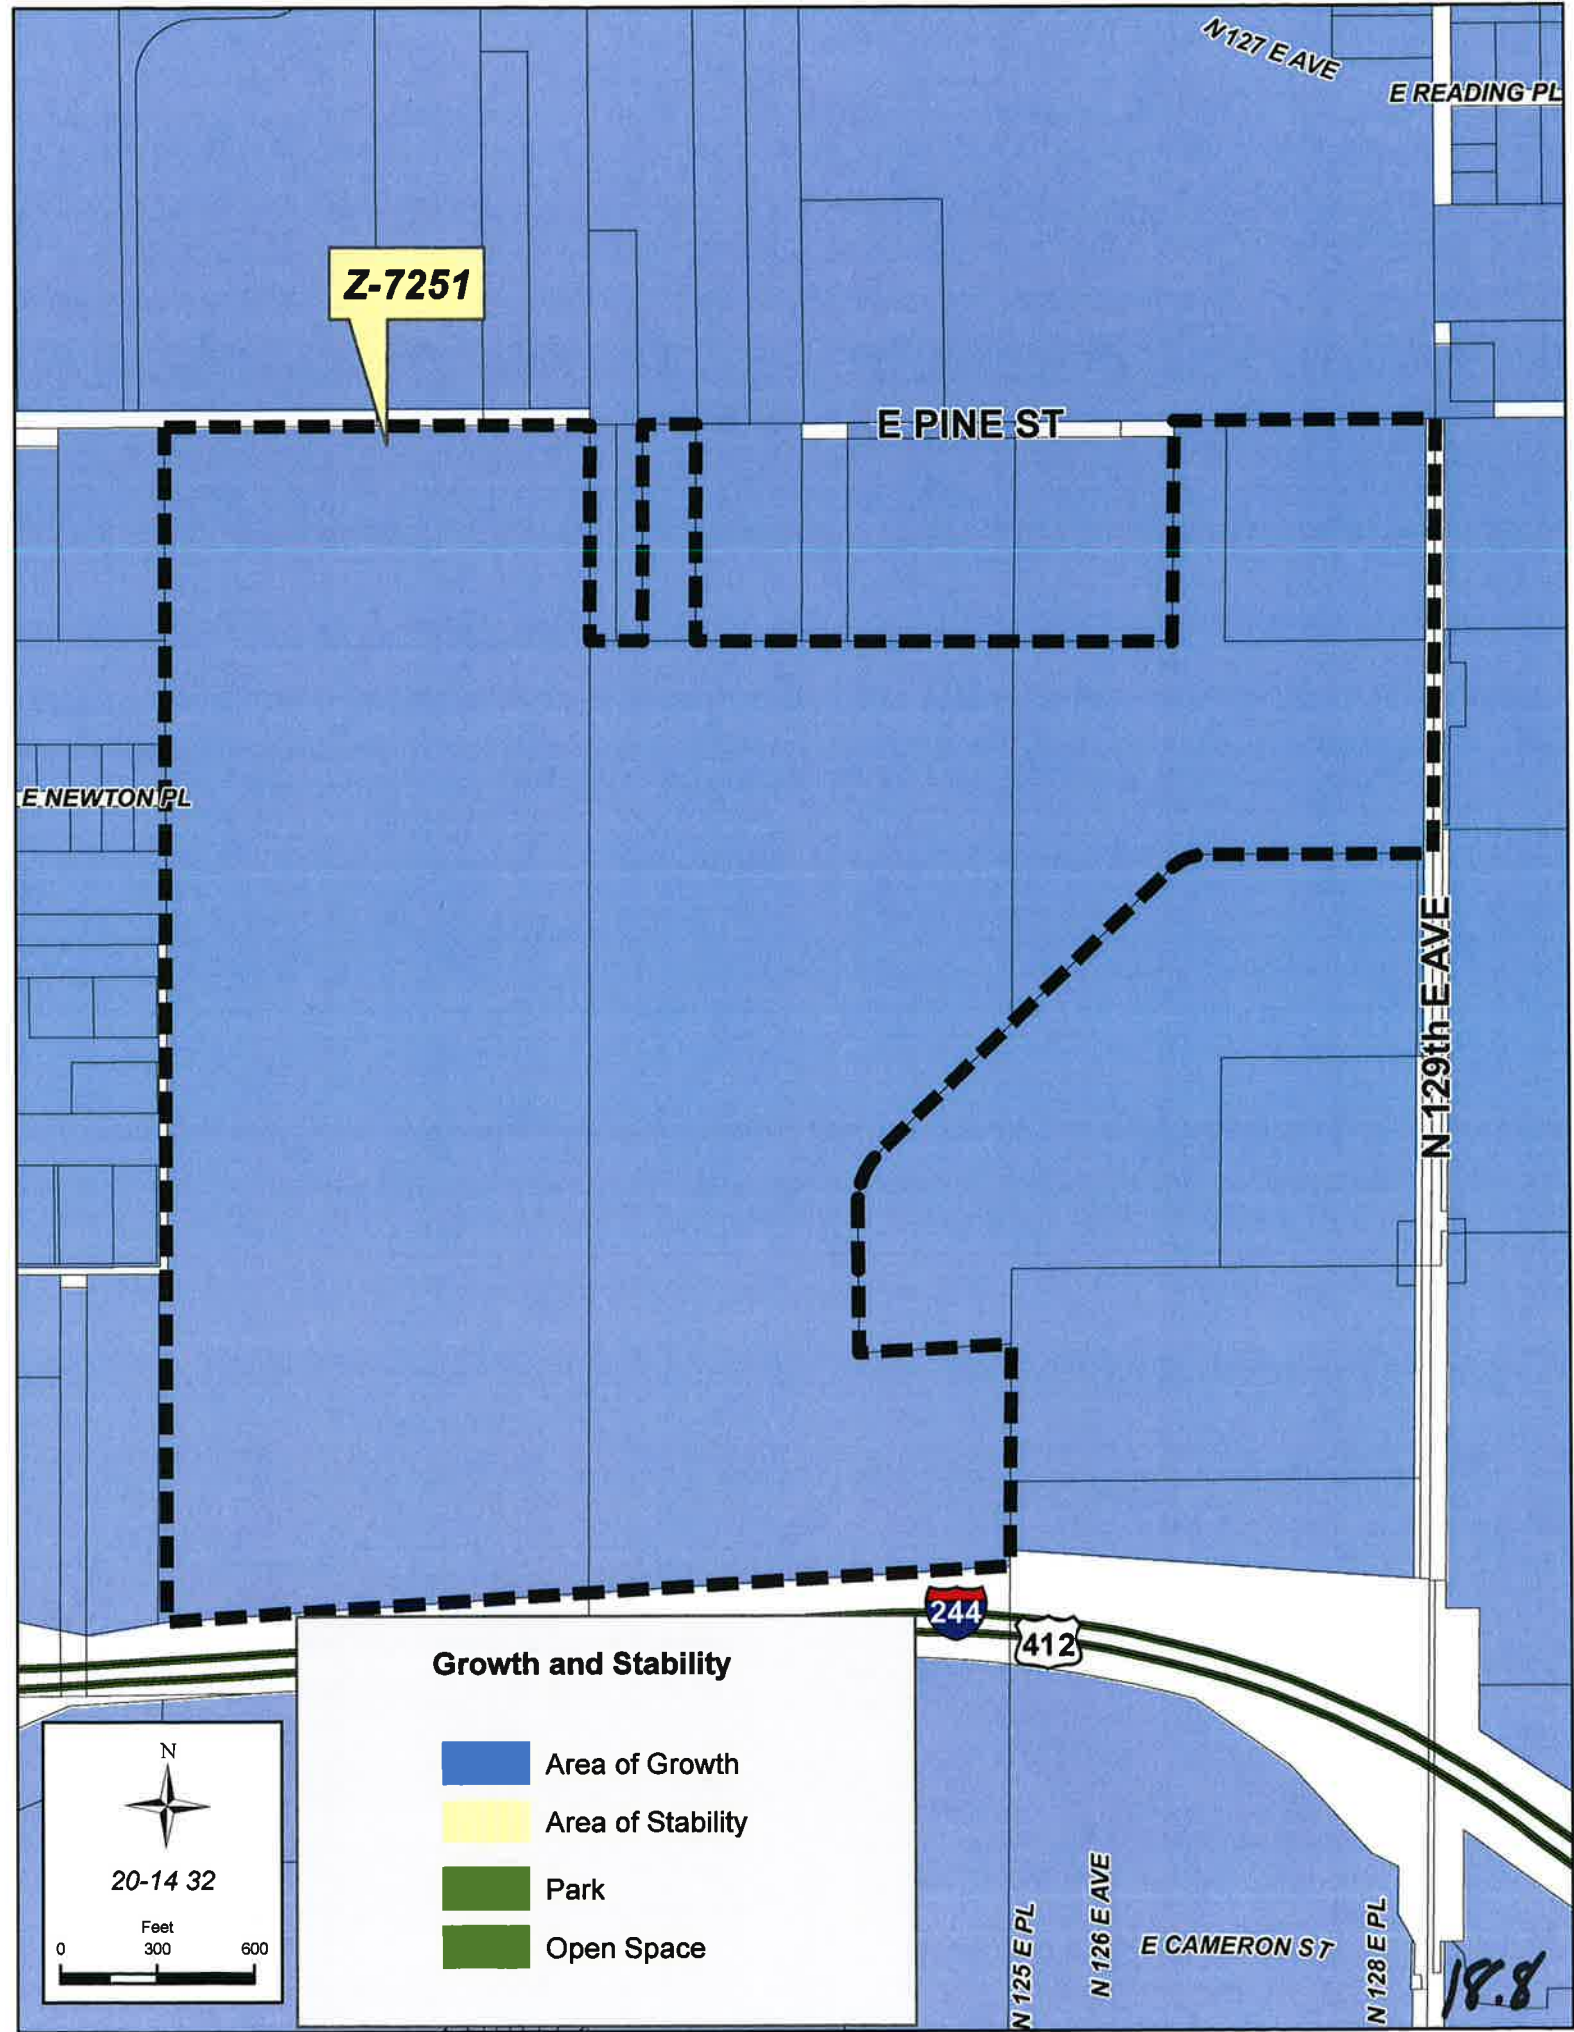 N 127 E AVE
E READING PL
Z-7251
E PINE ST
E NEWTON PL
N 129th E AVE
244
412
Growth and Stability
Area of Growth
Area of Stability
Park
Open Space
N
20-14 32
Feet
0 300 600
N 125 E PL
N 126 E AVE
E CAMERON ST
N 128 E PL
18.8